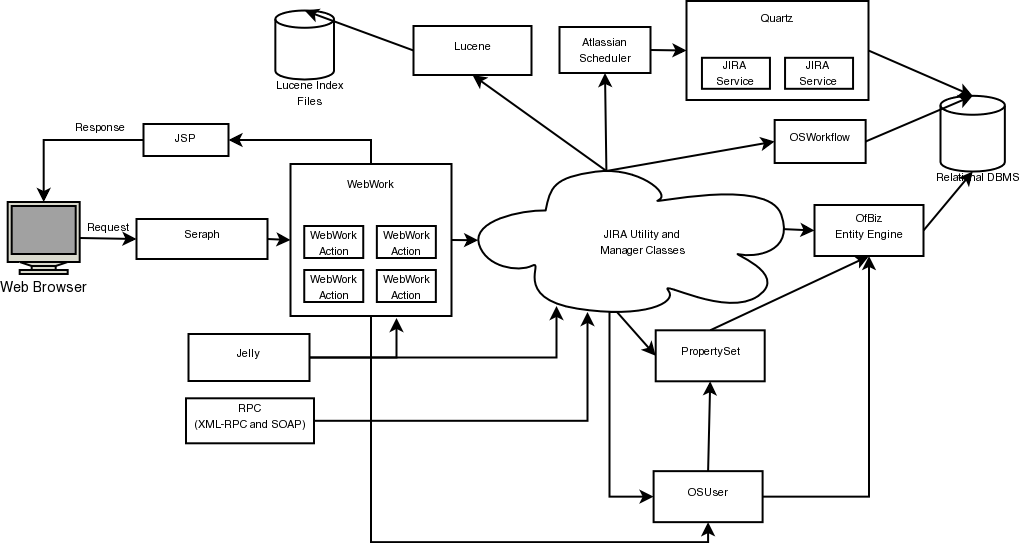 Quartz
Lucene
Atlassian
Scheduler
JIRA
Service
JIRA
Service
Lucene Index
Files
Response
JSP
OSWorkflow
Relational DBMS
WebWork
Request
Seraph
WebWork
Action
WebWork
Action
WebWork
Action
WebWork
Action
JIRA Utility and
Manager Classes
OfBiz
Entity Engine
Web Browser
Jelly
PropertySet
RPC
(XML-RPC and SOAP)
OSUser